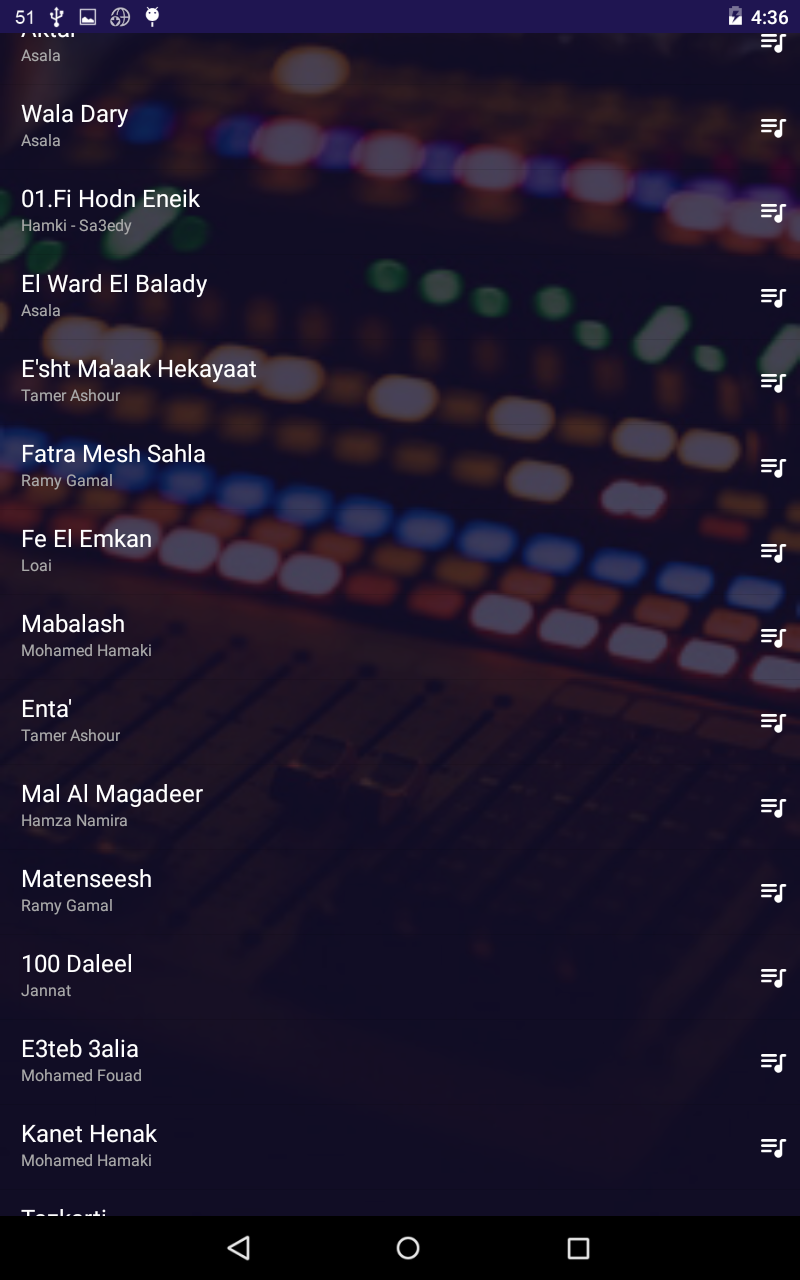 51
4:36
Asala
Wala Dary
Asala
01.Fi Hodn Eneik
Hamki - Sa3edy
El Ward El Balady
Asala
E'sht Ma'aak Hekayaat
Tamer Ashour
Fatra Mesh Sahla
Ramy Gamal
Fe El Emkan
Loai
Mabalash
Mohamed Hamaki
Enta'
Tamer Ashour
Mal Al Magadeer
Hamza Namira
Matenseesh
Ramy Gamal
100 Daleel
Jannat
E3teb 3alia
Mohamed Fouad
Kanet Henak
Mohamed Hamaki